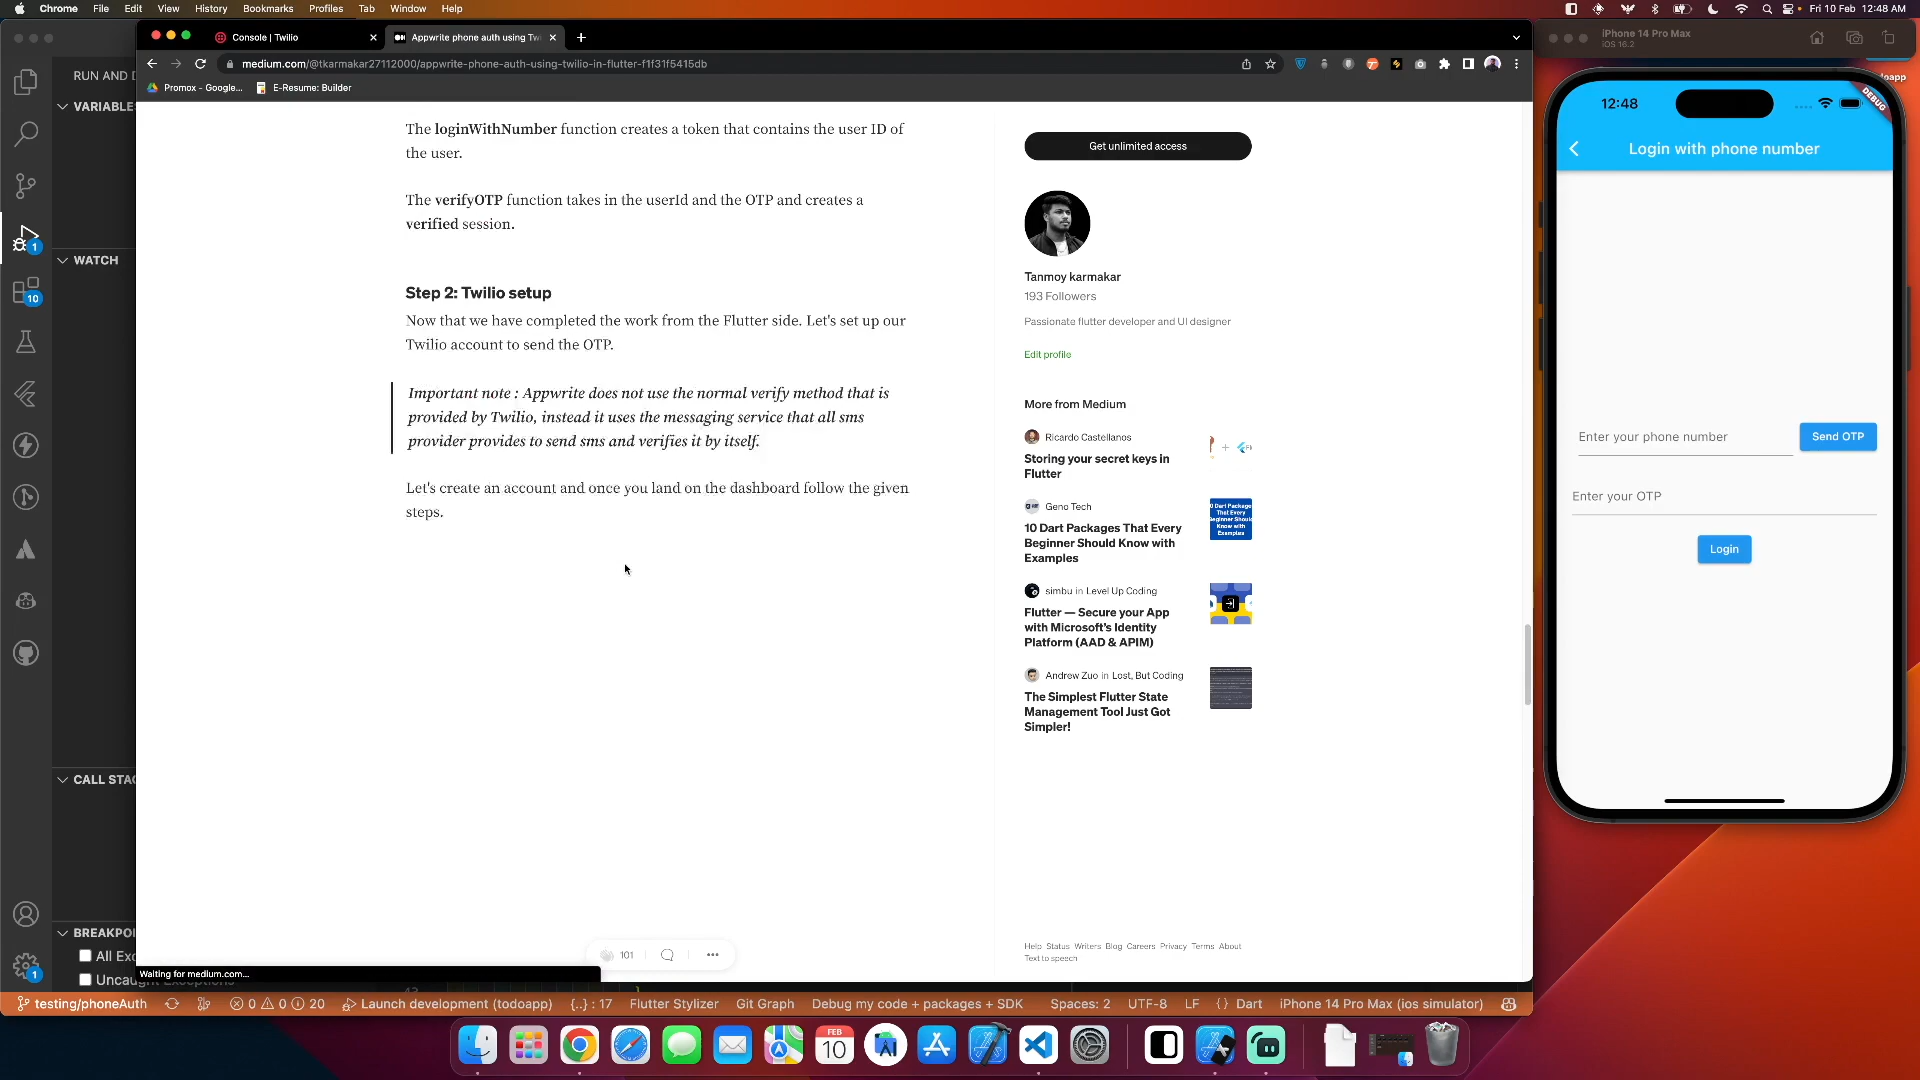 Chrome File Edit View History Bookmarks Profiles Tab Window Help
Fri 10 Feb 12:48 AM
Console | Twilio
Appwrite phone auth using Twi
medium.com/@tkarmakar27112000/appwrite-phone-auth-using-twilio-in-flutter-f1f31f5415db
Promox - Google...
E-Resume: Builder
RUN AND D
VARIABLES
WATCH
CALL STAC
BREAKPOI
All Exc
Uncaught Exceptions
1
10
1
The loginWithNumber function creates a token that contains the user ID of
the user.
The verifyOTP function takes in the userId and the OTP and creates a
verified session.
Step 2: Twilio setup
Now that we have completed the work from the Flutter side. Let's set up our
Twilio account to send the OTP.
Important note : Appwrite does not use the normal verify method that is
provided by Twilio, instead it uses the messaging service that all sms
provider provides to send sms and verifies it by itself.
Let's create an account and once you land on the dashboard follow the given
steps.
101
Waiting for medium.com...
Get unlimited access
Tanmoy karmakar
193 Followers
Passionate flutter developer and UI designer
Edit profile
More from Medium
Ricardo Castellanos
Storing your secret keys in
Flutter
Geno Tech
10 Dart Packages That Every
Beginner Should Know with
Examples
simbu in Level Up Coding
Flutter — Secure your App
with Microsoft's Identity
Platform (AAD & APIM)
Andrew Zuo in Lost, But Coding
The Simplest Flutter State
Management Tool Just Got
Simpler!
Help Status Writers Blog Careers Privacy Terms About
Text to speech
iPhone 14 Pro Max
iOS 16.2
doapp
12:48
DEBUG
Login with phone number
Enter your phone number
Send OTP
Enter your OTP
Login
testing/phoneAuth
0 0 20
Launch development (todoapp)
{..} : 17
Flutter Stylizer
Git Graph
Debug my code + packages + SDK
Spaces: 2
UTF-8
LF
{ } Dart
iPhone 14 Pro Max (ios simulator)
FEB
10